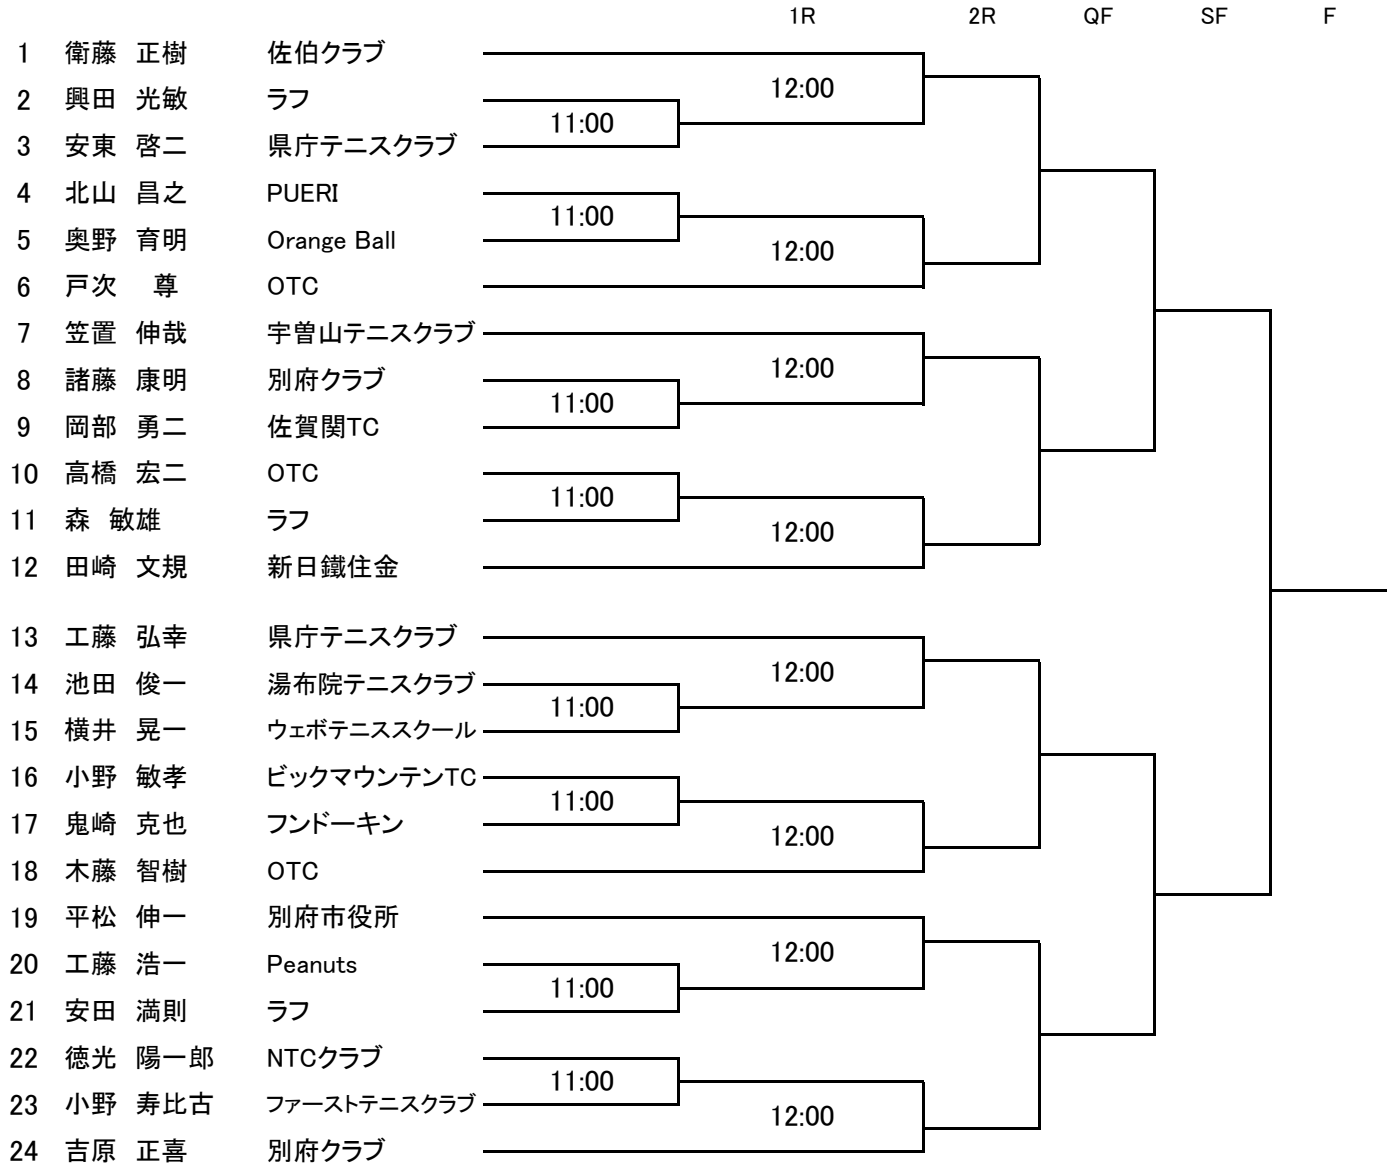 1R 2R QF SF F
1 衛藤 正樹 佐伯クラブ
12:00
2 興田 光敏 ラフ
11:00
3 安東 啓二 県庁テニスクラブ
4 北山 昌之 PUERI
11:00
5 奥野 育明 Orange Ball
12:00
6 戸次 尊 OTC
7 笠置 伸哉 宇曽山テニスクラブ
12:00
8 諸藤 康明 別府クラブ
11:00
9 岡部 勇二 佐賀関TC
10 高橋 宏二 OTC
11:00
11 森 敏雄 ラフ
12:00
12 田崎 文規 新日鐵住金
13 工藤 弘幸 県庁テニスクラブ
12:00
14 池田 俊一 湯布院テニスクラブ
11:00
15 横井 晃一 ウェボテニススクール
16 小野 敏孝 ビックマウンテンTC
11:00
17 鬼崎 克也 フンドーキン
12:00
18 木藤 智樹 OTC
19 平松 伸一 別府市役所
12:00
20 工藤 浩一 Peanuts
11:00
21 安田 満則 ラフ
22 徳光 陽一郎 NTCクラブ
11:00
23 小野 寿比古 ファーストテニスクラブ
12:00
24 吉原 正喜 別府クラブ